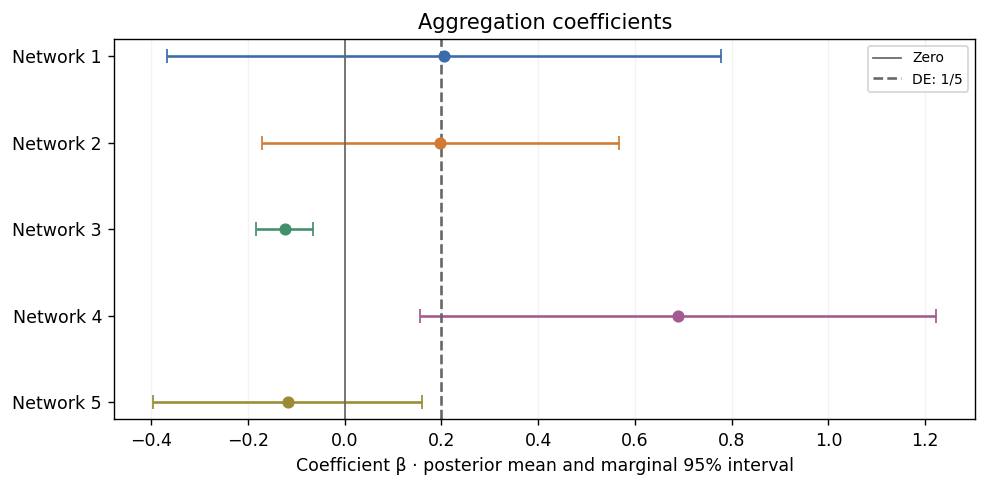 Aggregation coefficients
Zero
DE: 1/5
Network 1
Network 2
Network 3
Network 4
Network 5
−0.4 −0.2 0.0 0.2 0.4 0.6 0.8 1.0 1.2
Coefficient β · posterior mean and marginal 95% interval